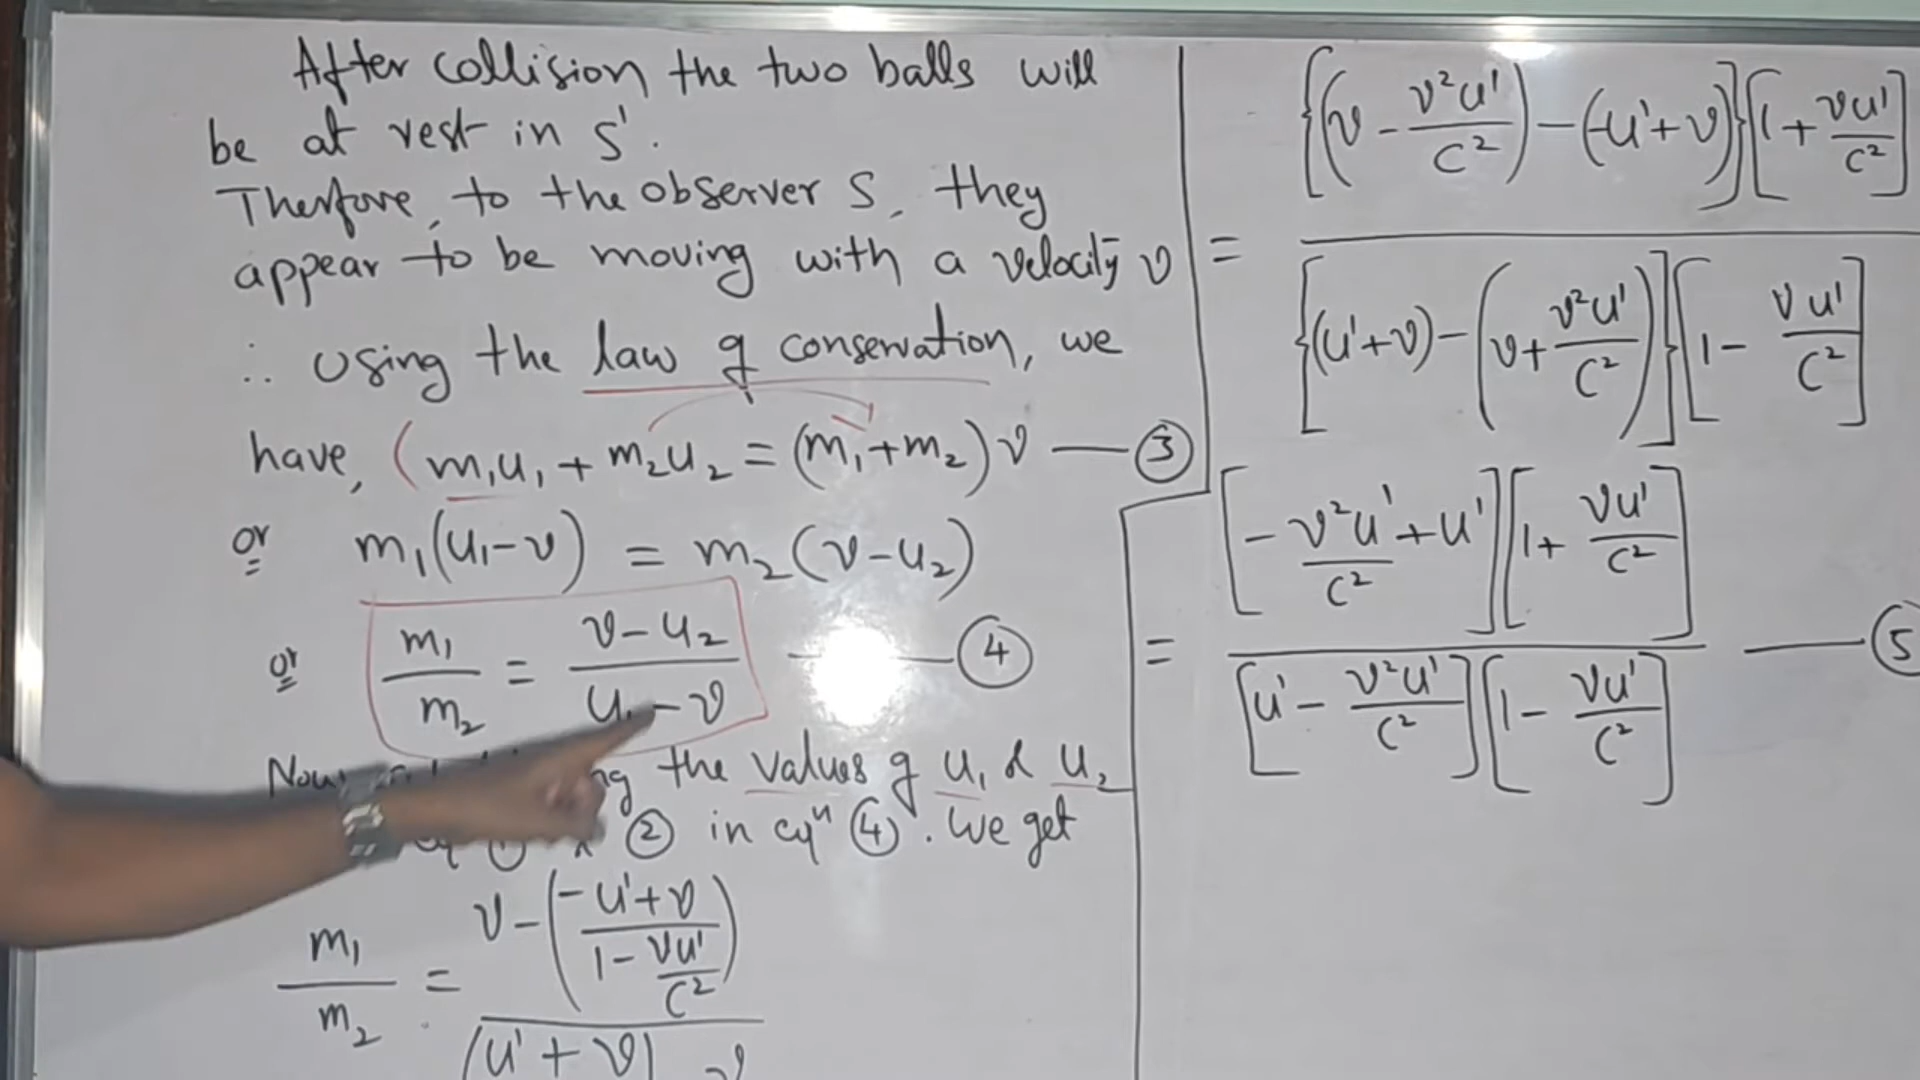 After collision the two balls will
be at rest in S'.
Therefore, to the observer S, they
appear to be moving with a velocity v
∴ using the law of conservation, we
have, (m₁u₁ + m₂u₂ = (m₁+m₂)v — ③
or m₁(u₁-v) = m₂(v-u₂)
or m₁/m₂ = (v-u₂)/(u₁-v) — ④
Now the values of u₁ & u₂
② in eqⁿ ④. We get
m₁/m₂ = [v - ((-u'+v)/(1 - vu'/c²))] / (u'+v) v
= {(v - v²u'/c²) - (-u'+v)}[1 + vu'/c²] / {(u'+v) - (v + v²u'/c²)}[1 - vu'/c²]
= [-v²u'/c² + u'][1 + vu'/c²] / [u' - v²u'/c²][1 - vu'/c²] — ⑤